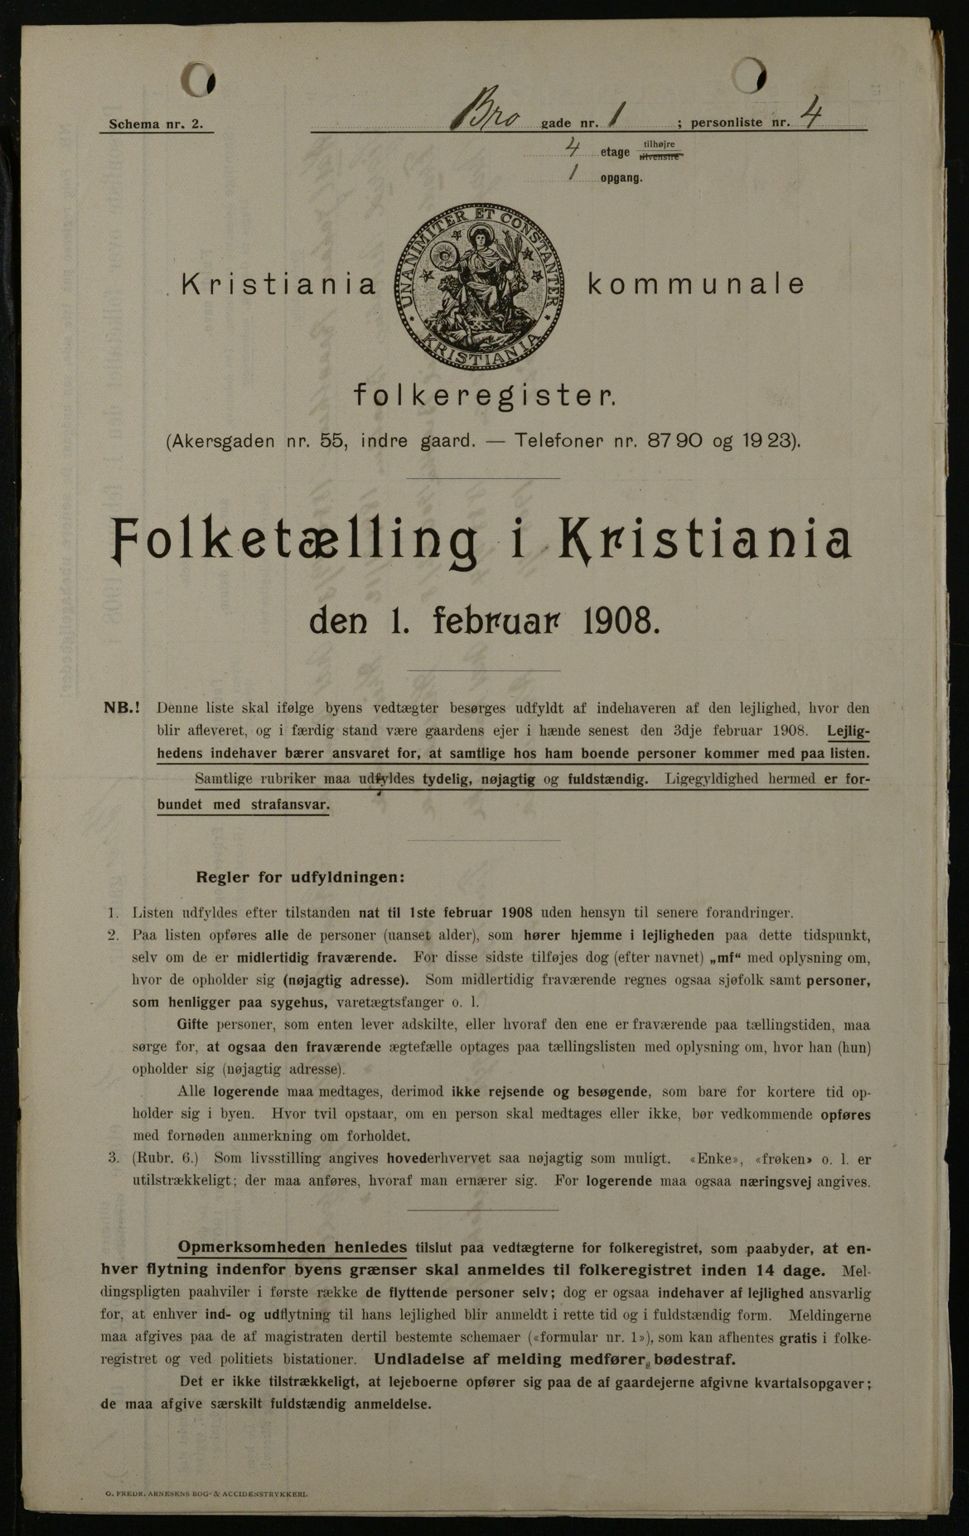 Schema nr. 2.
Bro gade nr. 1 ; personliste nr. 4
4 etage tilhøjre tilvenstre
1 opgang.
Kristiania kommunale
UNANIMITER ET CONSTANTER
KRISTIANIA
folkeregister.
(Akersgaden nr. 55, indre gaard. — Telefoner nr. 8790 og 1923).
Folketælling i Kristiania
den 1. februar 1908.
NB.! Denne liste skal ifølge byens vedtægter besørges udfyldt af indehaveren af den lejlighed, hvor den
blir afleveret, og i færdig stand være gaardens ejer i hænde senest den 3dje februar 1908. Lejlig-
hedens indehaver bærer ansvaret for, at samtlige hos ham boende personer kommer med paa listen.
Samtlige rubriker maa udfyldes tydelig, nøjagtig og fuldstændig. Ligegyldighed hermed er for-
bundet med strafansvar.
Regler for udfyldningen:
1. Listen udfyldes efter tilstanden nat til 1ste februar 1908 uden hensyn til senere forandringer.
2. Paa listen opføres alle de personer (uanset alder), som hører hjemme i lejligheden paa dette tidspunkt,
selv om de er midlertidig fraværende. For disse sidste tilføjes dog (efter navnet) „mf“ med oplysning om,
hvor de opholder sig (nøjagtig adresse). Som midlertidig fraværende regnes ogsaa sjøfolk samt personer,
som henligger paa sygehus, varetægtsfanger o. l.
Gifte personer, som enten lever adskilte, eller hvoraf den ene er fraværende paa tællingstiden, maa
sørge for, at ogsaa den fraværende ægtefælle optages paa tællingslisten med oplysning om, hvor han (hun)
opholder sig (nøjagtig adresse).
Alle logerende maa medtages, derimod ikke rejsende og besøgende, som bare for kortere tid op-
holder sig i byen. Hvor tvil opstaar, om en person skal medtages eller ikke, bør vedkommende opføres
med fornøden anmerkning om forholdet.
3. (Rubr. 6.) Som livsstilling angives hovederhvervet saa nøjagtig som muligt. «Enke», «frøken» o. l. er
utilstrækkeligt; der maa anføres, hvoraf man ernærer sig. For logerende maa ogsaa næringsvej angives.
Opmerksomheden henledes tilslut paa vedtægterne for folkeregistret, som paabyder, at en-
hver flytning indenfor byens grænser skal anmeldes til folkeregistret inden 14 dage. Mel-
dingspligten paahviler i første række de flyttende personer selv; dog er ogsaa indehaver af lejlighed ansvarlig
for, at enhver ind- og udflytning til hans lejlighed blir anmeldt i rette tid og i fuldstændig form. Meldingerne
maa afgives paa de af magistraten dertil bestemte schemaer («formular nr. 1»), som kan afhentes gratis i folke-
registret og ved politiets bistationer. Undladelse af melding medfører bødestraf.
Det er ikke tilstrækkeligt, at lejeboerne opfører sig paa de af gaardejerne afgivne kvartalsopgaver;
de maa afgive særskilt fuldstændig anmeldelse.
O. FREDR. ARNESENS BOG- & ACCIDENSTRYKKERI.